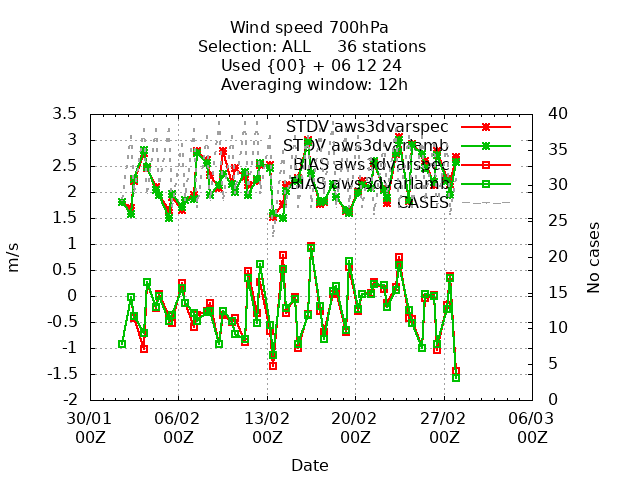 Wind speed 700hPa
Selection: ALL 36 stations
Used {00} + 06 12 24
Averaging window: 12h
STDV aws3dvarspec
STDV aws3dvarlamb
BIAS aws3dvarspec
BIAS aws3dvarlamb
CASES
3.5
3
2.5
2
1.5
1
0.5
0
-0.5
-1
-1.5
-2
m/s
40
35
30
25
20
15
10
5
0
No cases
30/01 06/02 13/02 20/02 27/02 06/03
00Z 00Z 00Z 00Z 00Z 00Z
Date